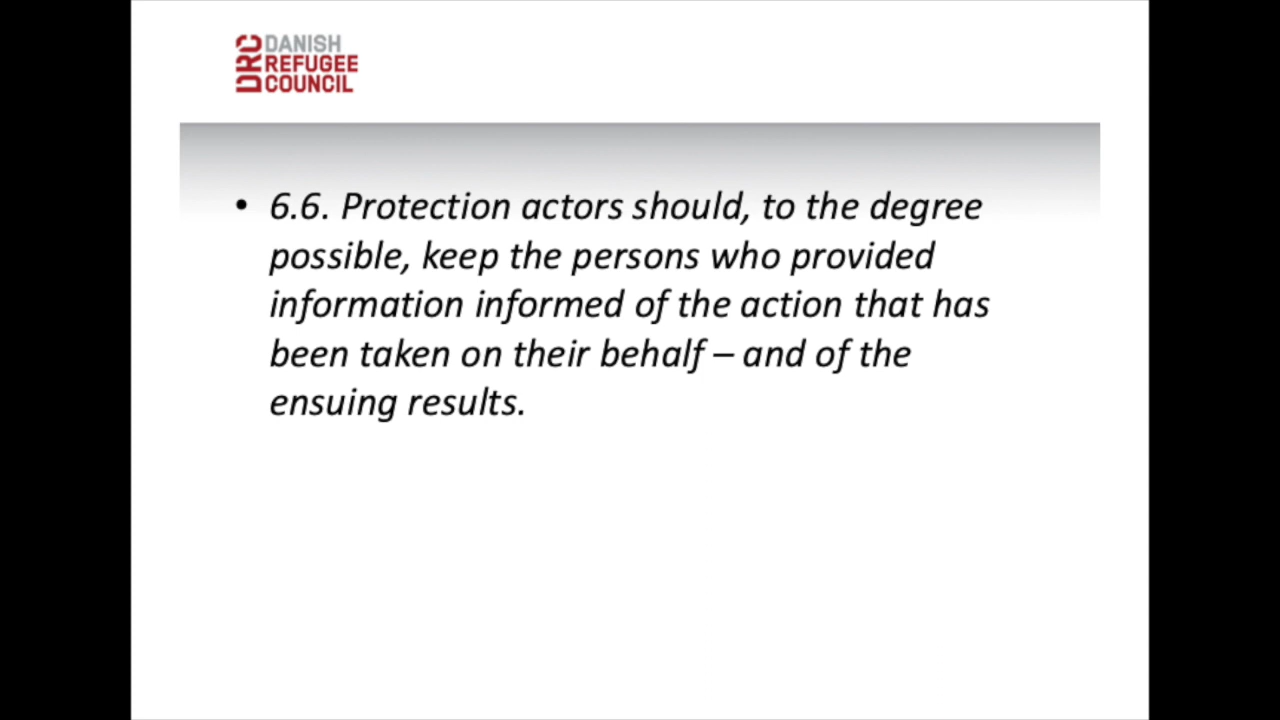 DRC
DANISH
REFUGEE
COUNCIL
• 6.6. Protection actors should, to the degree
possible, keep the persons who provided
information informed of the action that has
been taken on their behalf – and of the
ensuing results.